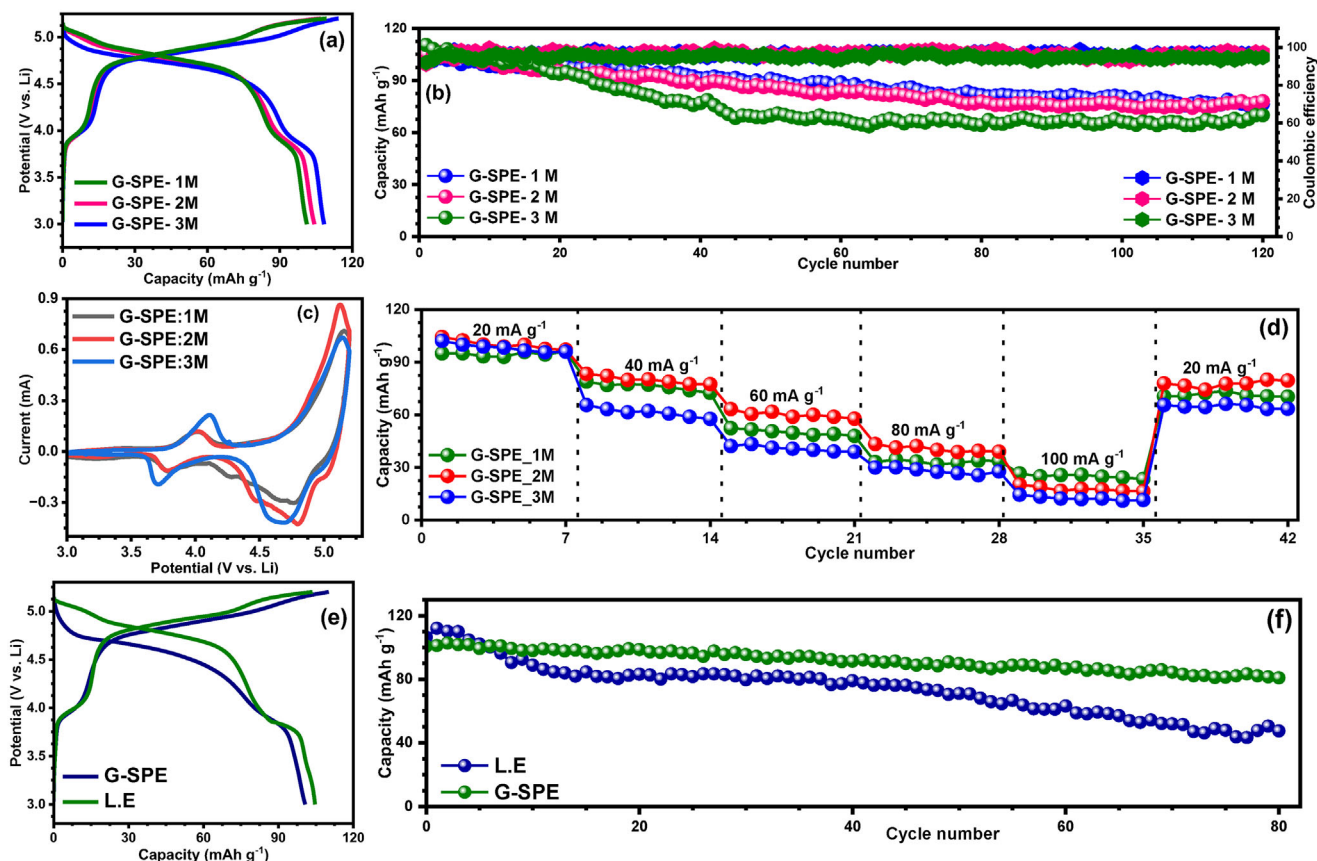 (a)
Potential (V vs. Li)
5.0
4.5
4.0
3.5
3.0
G-SPE- 1M
G-SPE- 2M
G-SPE- 3M
0 30 60 90 120
Capacity (mAh g-1)
(b)
Capacity (mAh g-1)
120
90
60
30
0
G-SPE- 1 M
G-SPE- 2 M
G-SPE- 3 M
G-SPE- 1 M
G-SPE- 2 M
G-SPE- 3 M
100
80
60
40
20
0
Coulombic efficiency
0 20 40 60 80 100 120
Cycle number
(c)
Current (mA)
0.9
0.6
0.3
0.0
−0.3
G-SPE:1M
G-SPE:2M
G-SPE:3M
3.0 3.5 4.0 4.5 5.0
Potential (V vs. Li)
(d)
Capacity (mAh g-1)
120
90
60
30
0
20 mA g-1
40 mA g-1
60 mA g-1
80 mA g-1
100 mA g-1
20 mA g-1
G-SPE_1M
G-SPE_2M
G-SPE_3M
0 7 14 21 28 35 42
Cycle number
(e)
Potential (V vs. Li)
5.0
4.5
4.0
3.5
3.0
G-SPE
L.E
0 30 60 90 120
Capacity (mAh g-1)
(f)
Capacity (mAh g-1)
120
80
40
0
L.E
G-SPE
0 20 40 60 80
Cycle number